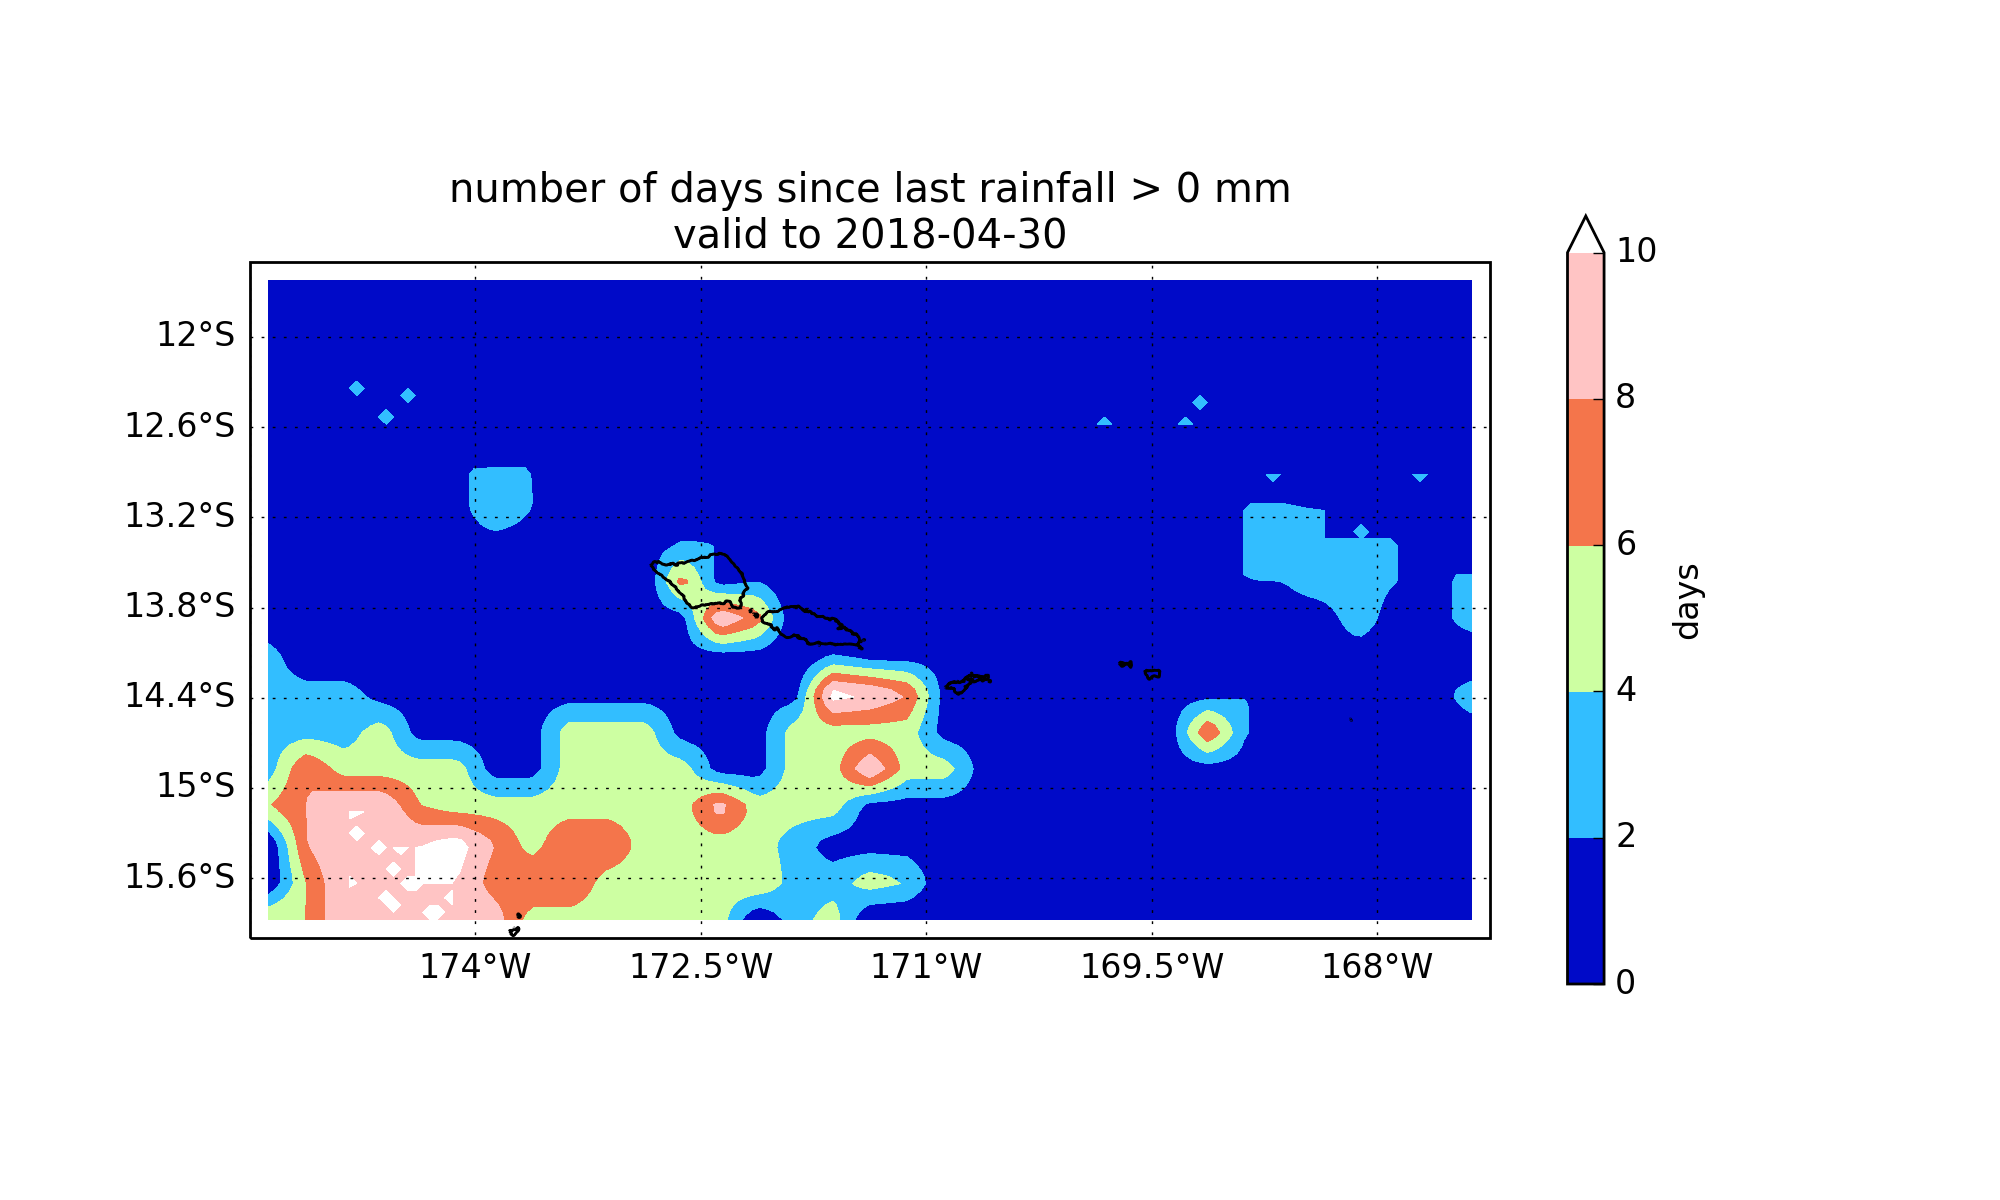 number of days since last rainfall > 0 mm
valid to 2018-04-30
12°S
12.6°S
13.2°S
13.8°S
14.4°S
15°S
15.6°S
174°W 172.5°W 171°W 169.5°W 168°W
10
8
6
4
2
0
days